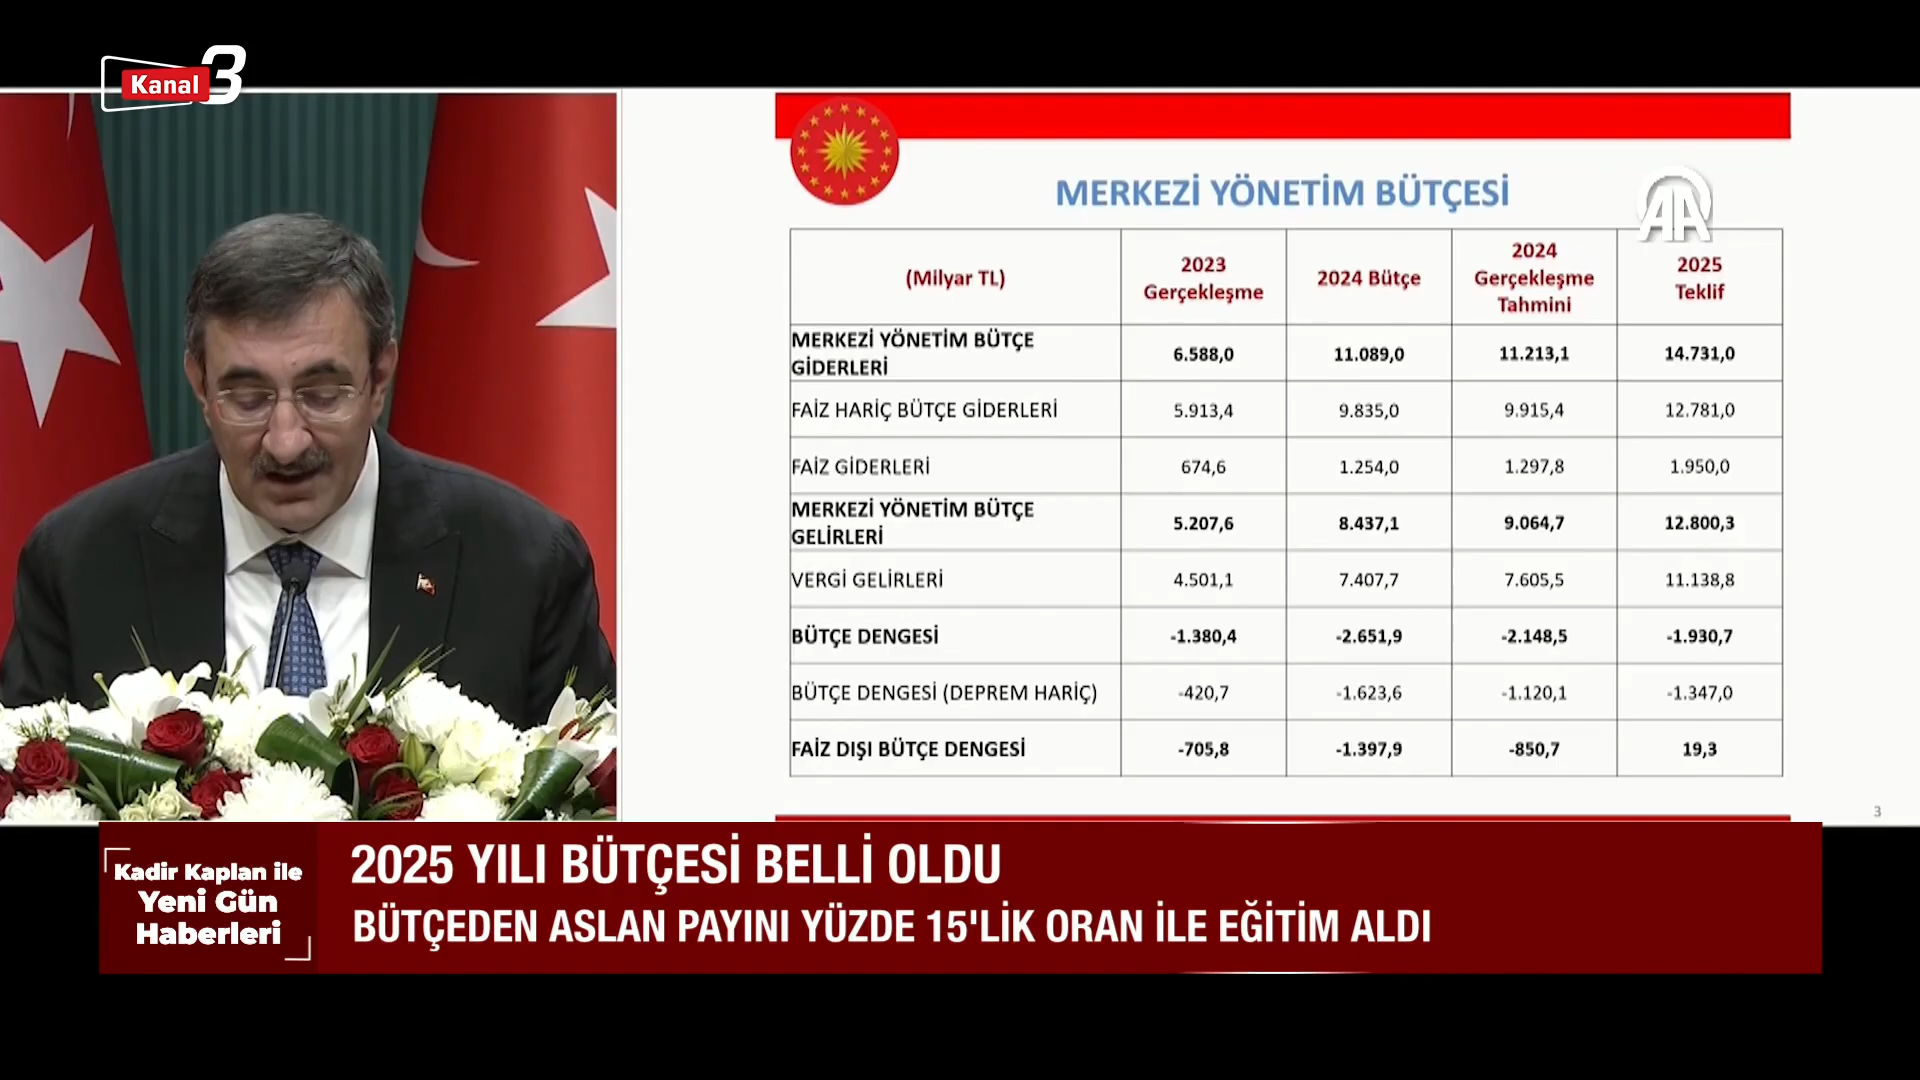 Kanal 3
MERKEZİ YÖNETİM BÜTÇESİ
AA
(Milyar TL)
2023
Gerçekleşme
2024 Bütçe
2024
Gerçekleşme
Tahmini
2025
Teklif
MERKEZİ YÖNETİM BÜTÇE
GİDERLERİ
6.588,0
11.089,0
11.213,1
14.731,0
FAİZ HARİÇ BÜTÇE GİDERLERİ
5.913,4
9.835,0
9.915,4
12.781,0
FAİZ GİDERLERİ
674,6
1.254,0
1.297,8
1.950,0
MERKEZİ YÖNETİM BÜTÇE
GELİRLERİ
5.207,6
8.437,1
9.064,7
12.800,3
VERGİ GELİRLERİ
4.501,1
7.407,7
7.605,5
11.138,8
BÜTÇE DENGESİ
-1.380,4
-2.651,9
-2.148,5
-1.930,7
BÜTÇE DENGESİ (DEPREM HARİÇ)
-420,7
-1.623,6
-1.120,1
-1.347,0
FAİZ DIŞI BÜTÇE DENGESİ
-705,8
-1.397,9
-850,7
19,3
3
Kadir Kaplan ile
Yeni Gün
Haberleri
2025 YILI BÜTÇESİ BELLİ OLDU
BÜTÇEDEN ASLAN PAYINI YÜZDE 15'LİK ORAN İLE EĞİTİM ALDI